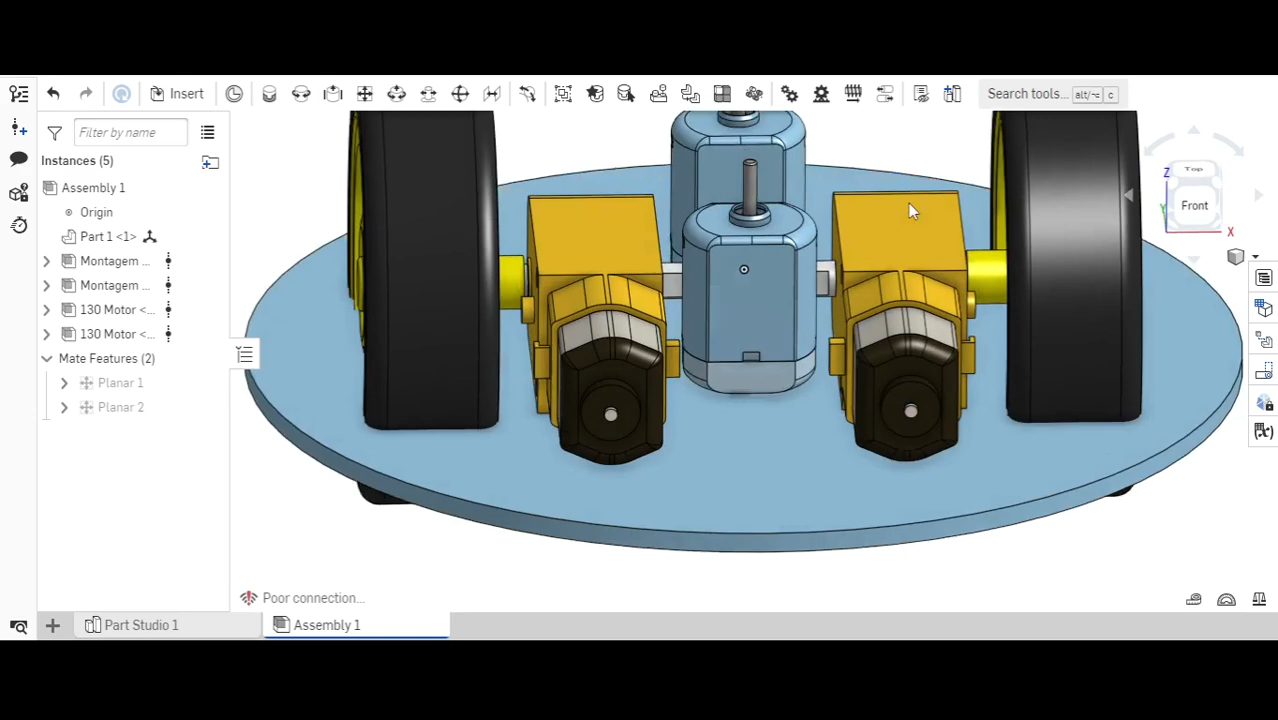 Insert
Search tools... alt/⌥ c
Filter by name
Instances (5)
Assembly 1
Origin
Part 1 <1>
Montagem ...
Montagem ...
130 Motor <...
130 Motor <...
Mate Features (2)
Planar 1
Planar 2
Top
Z
Front
Y
X
Poor connection...
Part Studio 1
Assembly 1